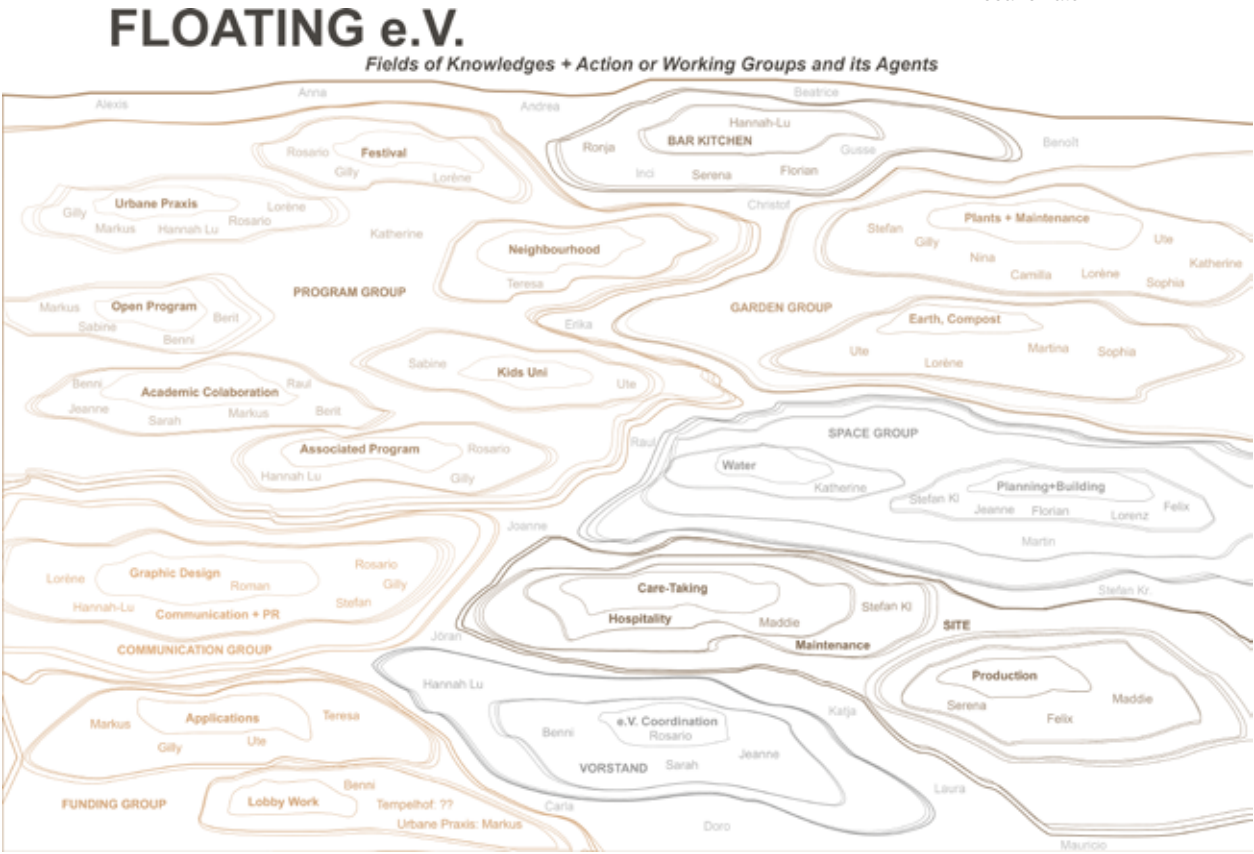 FLOATING e.V.
Fields of Knowledges + Action or Working Groups and its Agents
Alexis
Anna
Andrea
Beatrice
Benoît
Christof
Katherine
Erika
Raul
Joanne
Jöran
Katja
Carla
Doro
Laura
Mauricio
Stefan Kr.
PROGRAM GROUP
Festival
Rosario
Gilly
Lorène
Urbane Praxis
Gilly
Markus
Hannah Lu
Rosario
Lorène
Neighbourhood
Teresa
Open Program
Markus
Sabine
Benni
Berit
Kids Uni
Sabine
Ute
Academic Colaboration
Benni
Jeanne
Sarah
Markus
Raul
Berit
Associated Program
Hannah Lu
Gilly
Rosario
BAR KITCHEN
Hannah-Lu
Ronja
Inci
Serena
Florian
Gusse
GARDEN GROUP
Plants + Maintenance
Stefan
Gilly
Nina
Camilla
Lorène
Sophia
Ute
Katherine
Earth, Compost
Ute
Lorène
Martina
Sophia
SPACE GROUP
Water
Katherine
Planning+Building
Stefan Kl
Jeanne
Florian
Lorenz
Felix
Martin
COMMUNICATION GROUP
Graphic Design
Roman
Communication + PR
Lorène
Hannah-Lu
Rosario
Gilly
Stefan
SITE
Care-Taking
Hospitality
Maddie
Maintenance
Stefan Kl
Production
Serena
Felix
Maddie
VORSTAND
Hannah Lu
e.V. Coordination
Rosario
Benni
Sarah
Jeanne
FUNDING GROUP
Applications
Markus
Gilly
Ute
Teresa
Lobby Work
Benni
Tempelhof: ??
Urbane Praxis: Markus